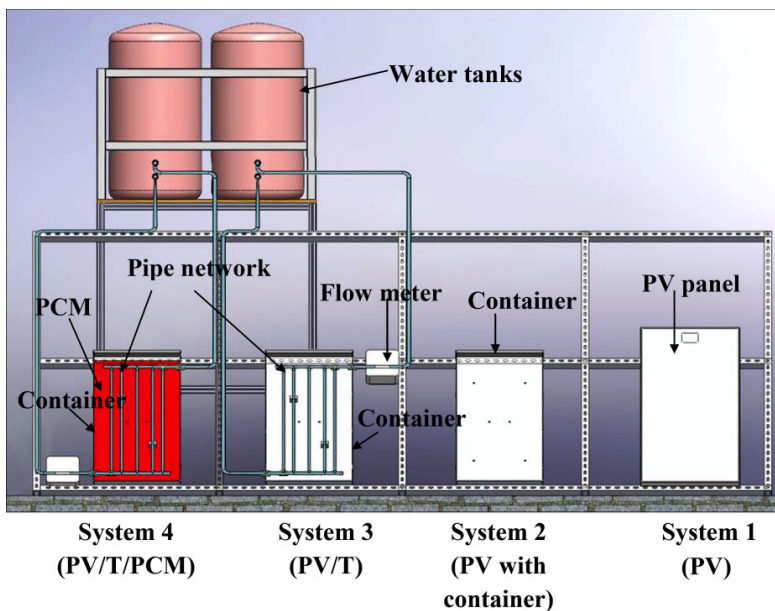 Water tanks
Pipe network
PCM
Flow meter
Container
PV panel
Container
Container
System 4
(PV/T/PCM)
System 3
(PV/T)
System 2
(PV with
container)
System 1
(PV)